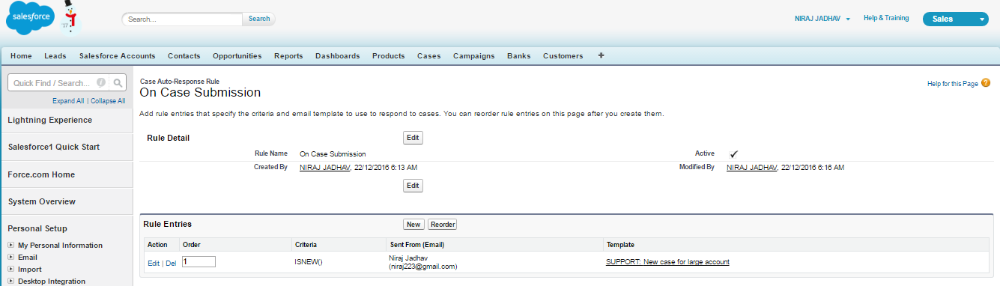 salesforce
Search...
Search
NIRAJ JADHAV
Help & Training
Sales
Home Leads Salesforce Accounts Contacts Opportunities Reports Dashboards Products Cases Campaigns Banks Customers +
Quick Find / Search...
Expand All | Collapse All
Lightning Experience
Salesforce1 Quick Start
Force.com Home
System Overview
Personal Setup
My Personal Information
Email
Import
Desktop Integration
Case Auto-Response Rule
On Case Submission
Help for this Page ?
Add rule entries that specify the criteria and email template to use to respond to cases. You can reorder rule entries on this page after you create them.
Rule Detail Edit
Rule Name On Case Submission Active
Created By NIRAJ JADHAV, 22/12/2016 6:13 AM Modified By NIRAJ JADHAV, 22/12/2016 6:16 AM
Edit
Rule Entries New Reorder
Action Order Criteria Sent From (Email) Template
Edit | Del 1 ISNEW() Niraj Jadhav SUPPORT: New case for large account
(niraj223@gmail.com)